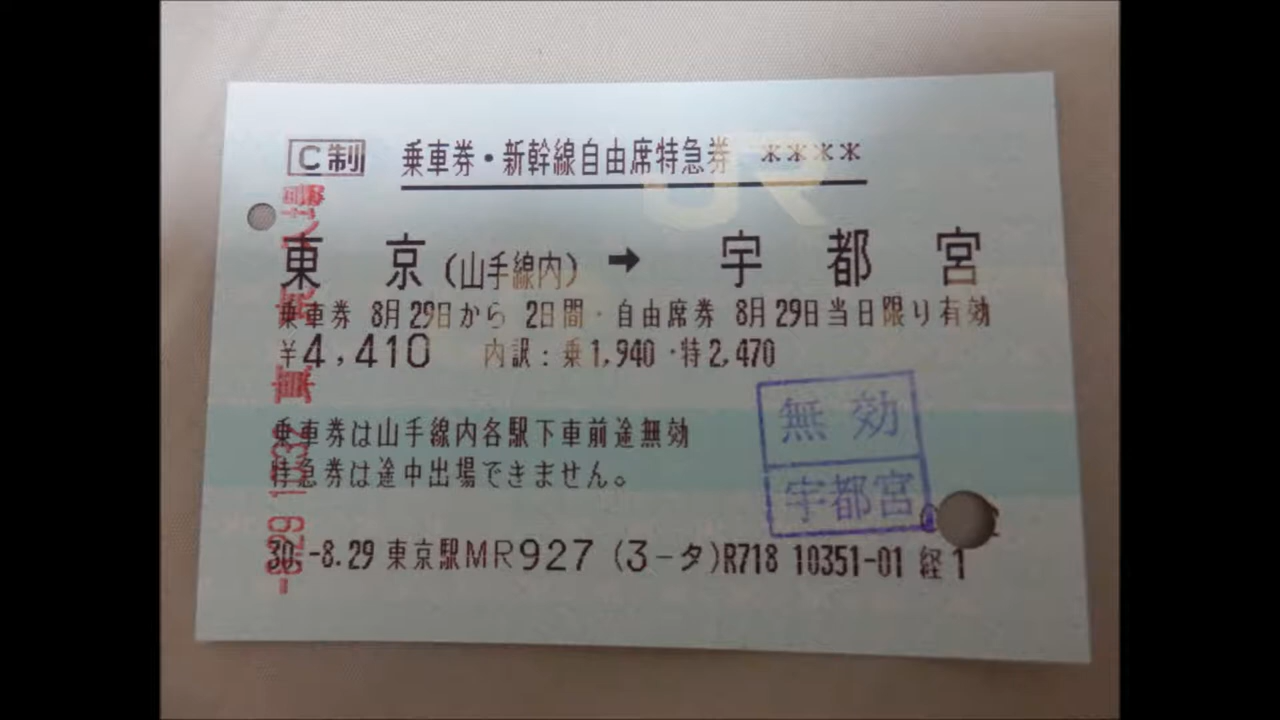 C制 乗車券・新幹線自由席特急券 ****
東京(山手線内) → 宇都宮
乗車券 8月29日から 2日間・自由席券 8月29日当日限り有効
¥4,410 内訳:乗1,940・特2,470
乗車券は山手線内各駅下車前途無効
特急券は途中出場できません。
無効
宇都宮
30.-8.29 東京駅MR927 (3-タ)R718 10351-01 経1
JR
-8.29